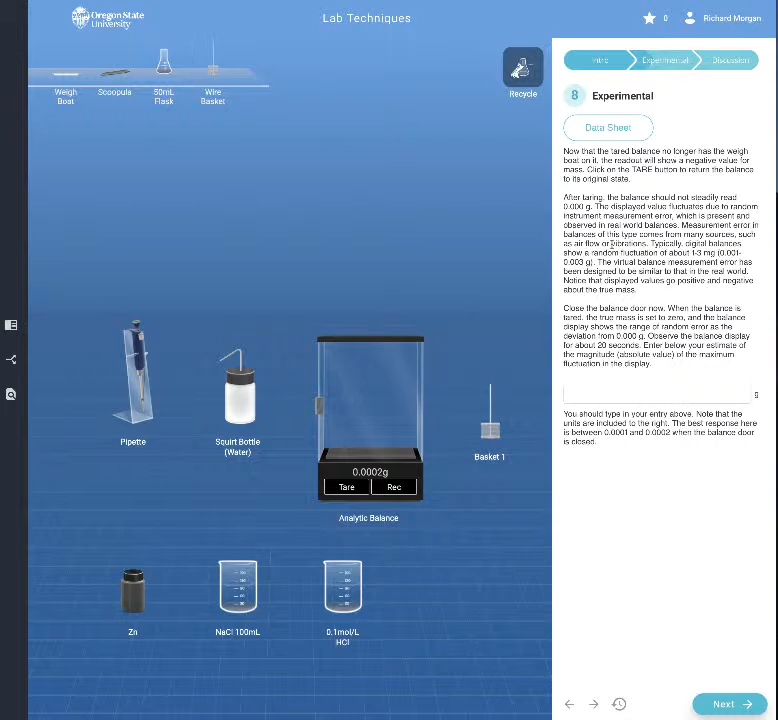 Oregon State
University
Lab Techniques
0
Richard Morgan
Weigh
Boat
Scoopula
50mL
Flask
Wire
Basket
Recycle
Intro
Experimental
Discussion
8 Experimental
Data Sheet
Now that the tared balance no longer has the weigh
boat on it, the readout will show a negative value for
mass. Click on the TARE button to return the balance
to its original state.
After taring, the balance should not steadily read
0.000 g. The displayed value fluctuates due to random
instrument measurement error, which is present and
observed in real world balances. Measurement error in
balances of this type comes from many sources, such
as air flow or vibrations. Typically, digital balances
show a random fluctuation of about 1-3 mg (0.001-
0.003 g). The virtual balance measurement error has
been designed to be similar to that in the real world.
Notice that displayed values go positive and negative
about the true mass.
Close the balance door now. When the balance is
tared, the true mass is set to zero, and the balance
display shows the range of random error as the
deviation from 0.000 g. Observe the balance display
for about 20 seconds. Enter below your estimate of
the magnitude (absolute value) of the maximum
fluctuation in the display.
g
You should type in your entry above. Note that the
units are included to the right. The best response here
is between 0.0001 and 0.0002 when the balance door
is closed.
Pipette
Squirt Bottle
(Water)
0.0002g
Tare
Rec
Analytic Balance
Basket 1
Zn
NaCl 100mL
0.1mol/L
HCl
Next